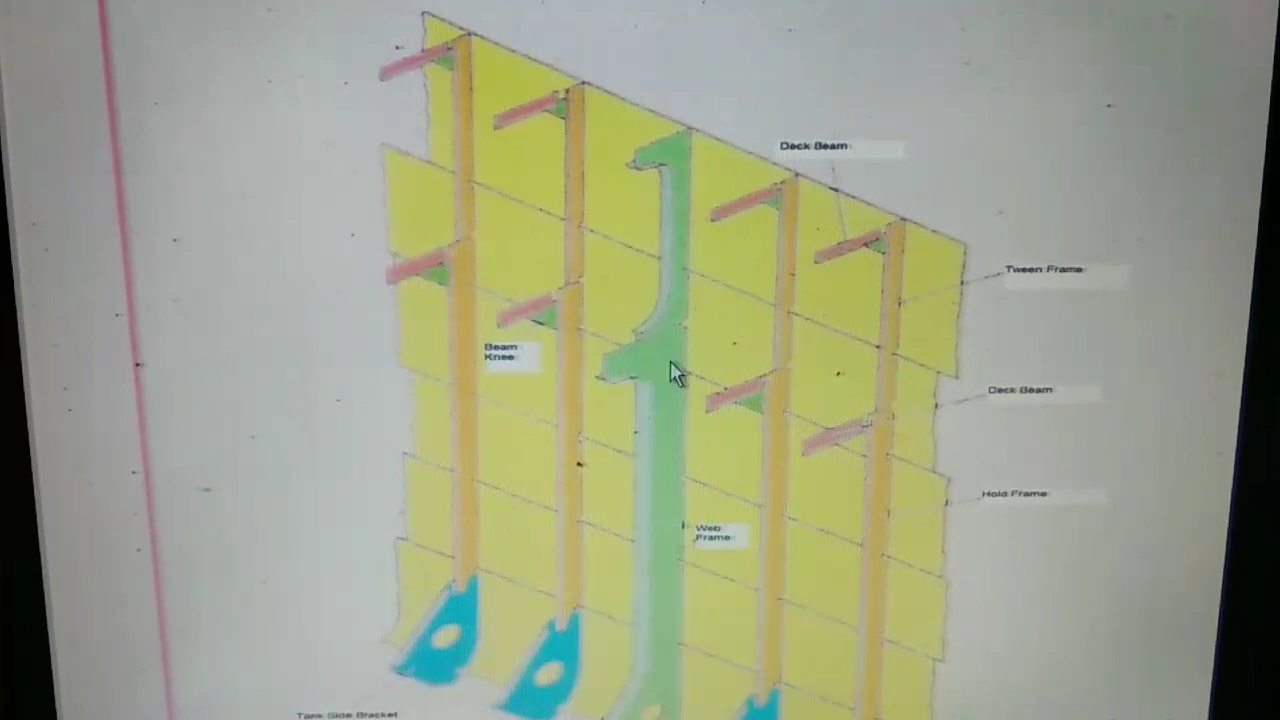 Deck Beam
Tween Frame
Beam
Knee
Deck Beam
Hold Frame
Web
Frame
Tank Side Bracket